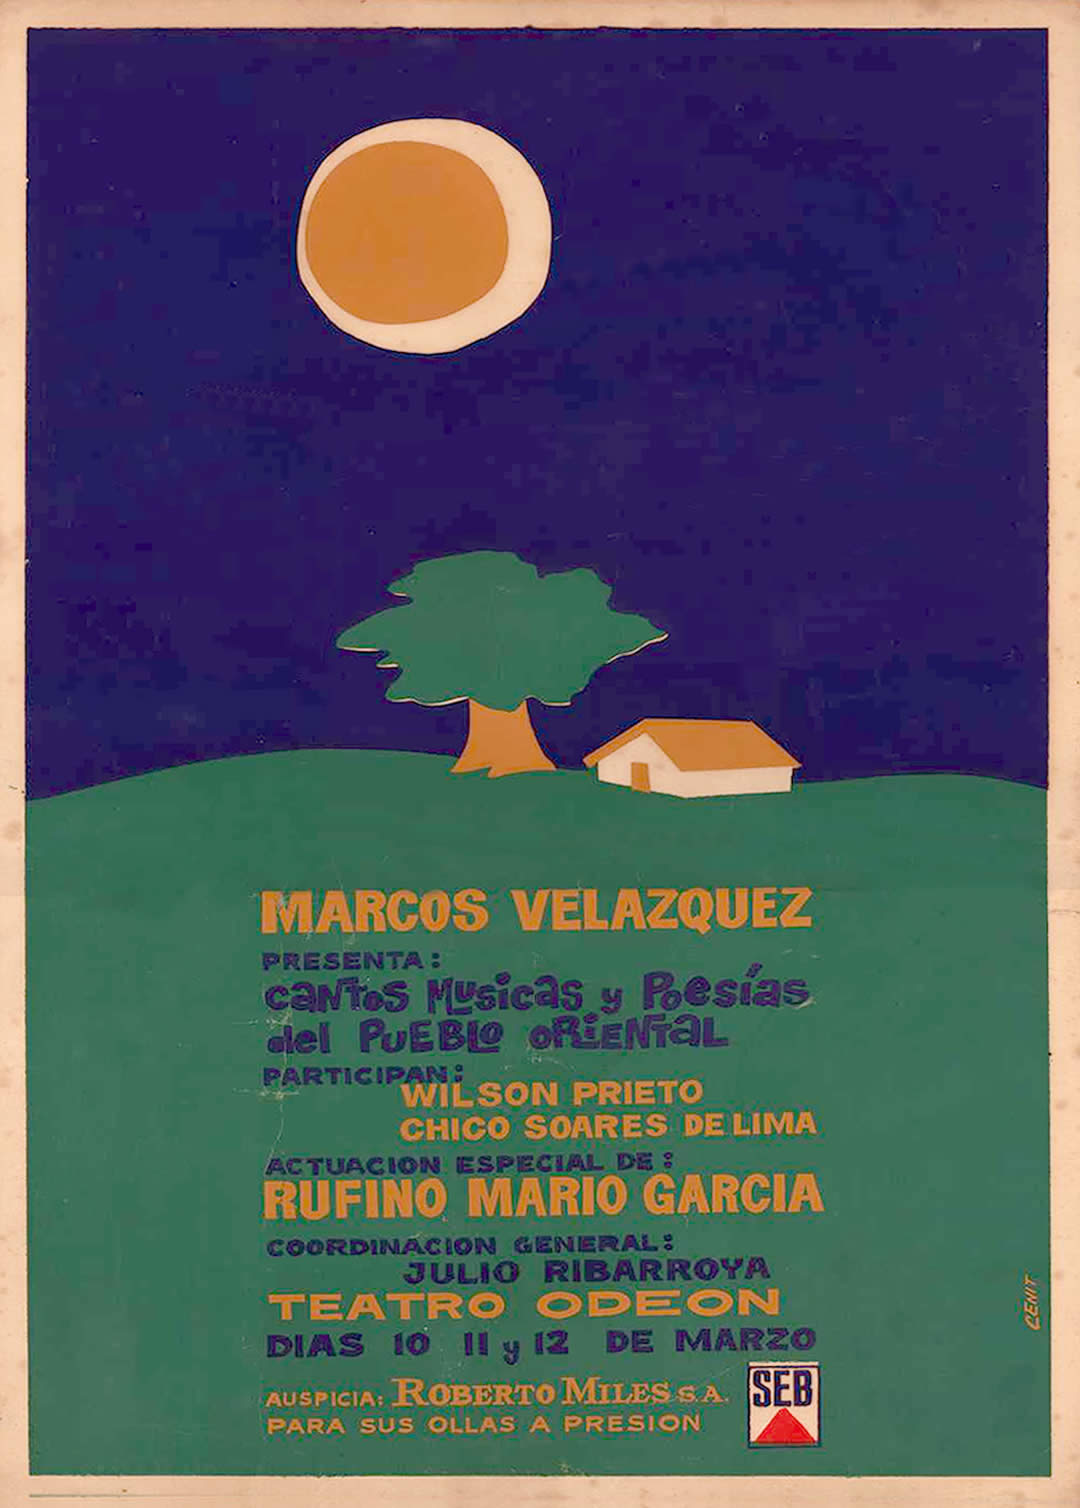 MARCOS VELAZQUEZ
PRESENTA:
CANTOS MUSICAS y POESÍAS
del PUEBLO ORIENTAL
PARTICIPAN:
WILSON PRIETO
CHICO SOARES DE LIMA
ACTUACION ESPECIAL DE:
RUFINO MARIO GARCIA
COORDINACION GENERAL:
JULIO RIBARROYA
TEATRO ODEON
DIAS 10 11 y 12 DE MARZO
AUSPICIA: ROBERTO MILES S.A.
PARA SUS OLLAS A PRESION
SEB
CENIT